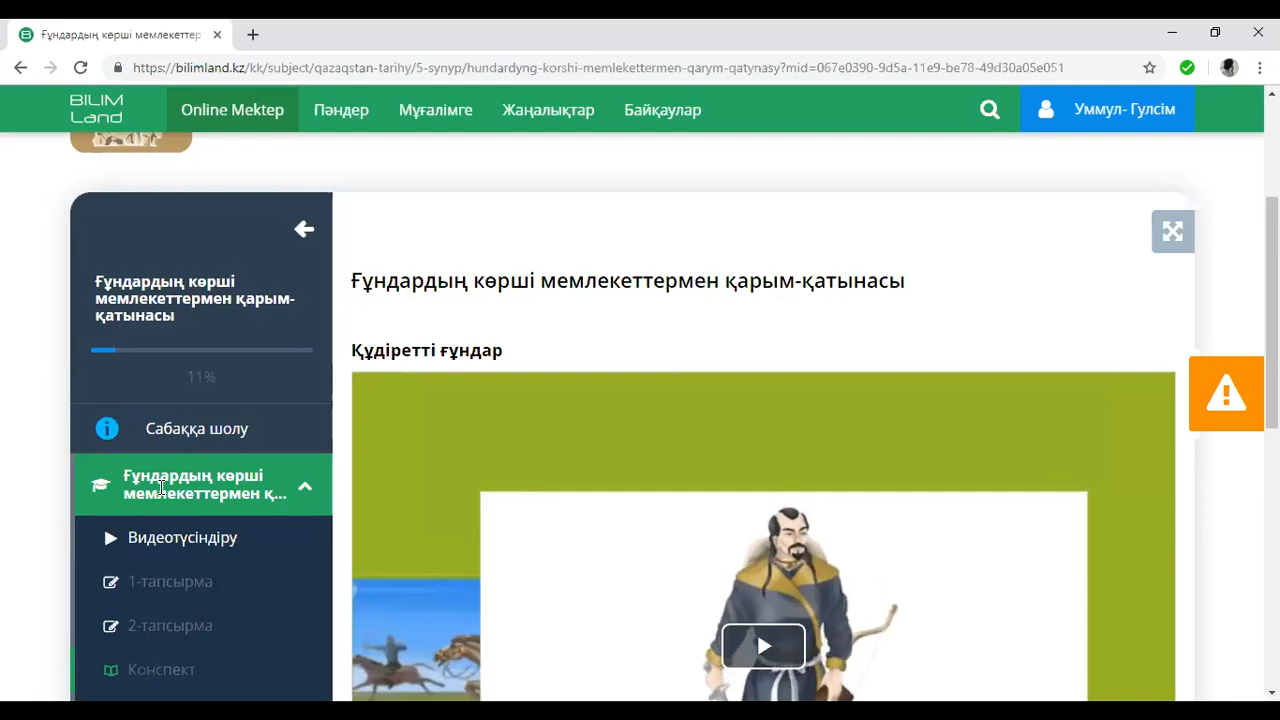 Ғұндардың көрші мемлекеттер
https://bilimland.kz/kk/subject/qazaqstan-tarihy/5-synyp/hundardyng-korshi-memlekettermen-qarym-qatynasy?mid=067e0390-9d5a-11e9-be78-49d30a05e051
BILIM
Land
Online Mektep
Пәндер
Мұғалімге
Жаңалықтар
Байқаулар
Уммул- Гулсім
Ғұндардың көрші
мемлекеттермен қарым-
қатынасы
11%
Сабаққа шолу
Ғұндардың көрші
мемлекеттермен қ...
Видеотүсіндіру
1-тапсырма
2-тапсырма
Конспект
Ғұндардың көрші мемлекеттермен қарым-қатынасы
Құдіретті ғұндар